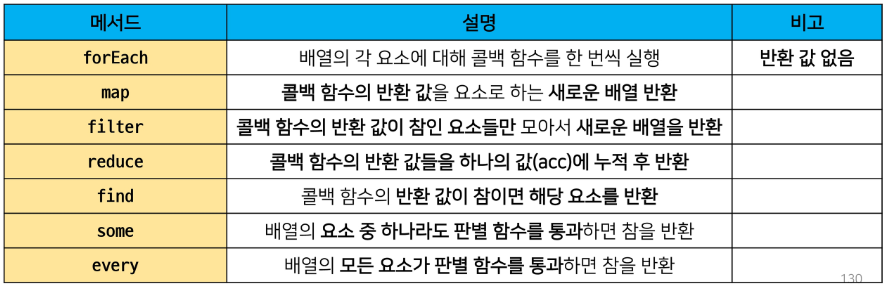 메서드 설명 비고
forEach 배열의 각 요소에 대해 콜백 함수를 한 번씩 실행 반환 값 없음
map 콜백 함수의 반환 값을 요소로 하는 새로운 배열 반환
filter 콜백 함수의 반환 값이 참인 요소들만 모아서 새로운 배열을 반환
reduce 콜백 함수의 반환 값들을 하나의 값(acc)에 누적 후 반환
find 콜백 함수의 반환 값이 참이면 해당 요소를 반환
some 배열의 요소 중 하나라도 판별 함수를 통과하면 참을 반환
every 배열의 모든 요소가 판별 함수를 통과하면 참을 반환
130